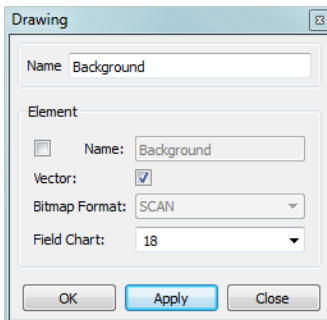 Drawing
Name Background
Element
Name: Background
Vector:
Bitmap Format: SCAN
Field Chart: 18
OK Apply Close